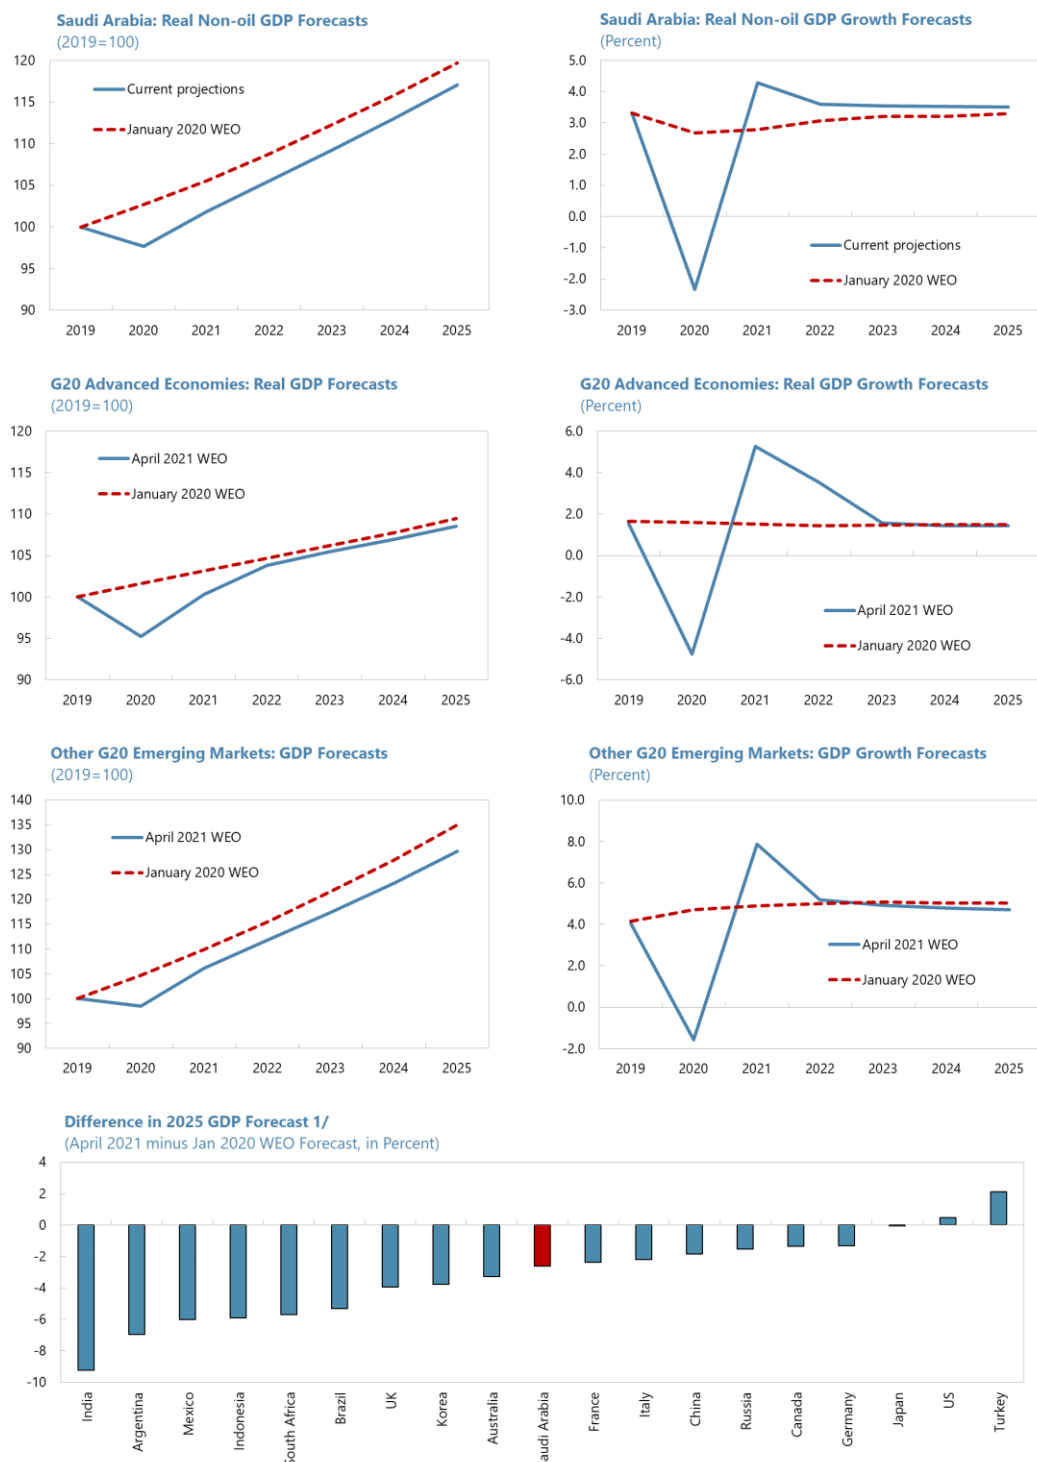 Saudi Arabia: Real Non-oil GDP Forecasts
(2019=100)
120
115
110
105
100
95
90
Current projections
January 2020 WEO
2019 2020 2021 2022 2023 2024 2025
Saudi Arabia: Real Non-oil GDP Growth Forecasts
(Percent)
5.0
4.0
3.0
2.0
1.0
0.0
-1.0
-2.0
-3.0
Current projections
January 2020 WEO
2019 2020 2021 2022 2023 2024 2025
G20 Advanced Economies: Real GDP Forecasts
(2019=100)
120
115
110
105
100
95
90
April 2021 WEO
January 2020 WEO
2019 2020 2021 2022 2023 2024 2025
G20 Advanced Economies: Real GDP Growth Forecasts
(Percent)
6.0
4.0
2.0
0.0
-2.0
-4.0
-6.0
April 2021 WEO
January 2020 WEO
2019 2020 2021 2022 2023 2024 2025
Other G20 Emerging Markets: GDP Forecasts
(2019=100)
140
135
130
125
120
115
110
105
100
95
90
April 2021 WEO
January 2020 WEO
2019 2020 2021 2022 2023 2024 2025
Other G20 Emerging Markets: GDP Growth Forecasts
(Percent)
10.0
8.0
6.0
4.0
2.0
0.0
-2.0
April 2021 WEO
January 2020 WEO
2019 2020 2021 2022 2023 2024 2025
Difference in 2025 GDP Forecast 1/
(April 2021 minus Jan 2020 WEO Forecast, in Percent)
4
2
0
-2
-4
-6
-8
-10
India
Argentina
Mexico
Indonesia
South Africa
Brazil
UK
Korea
Australia
Saudi Arabia
France
Italy
China
Russia
Canada
Germany
Japan
US
Turkey